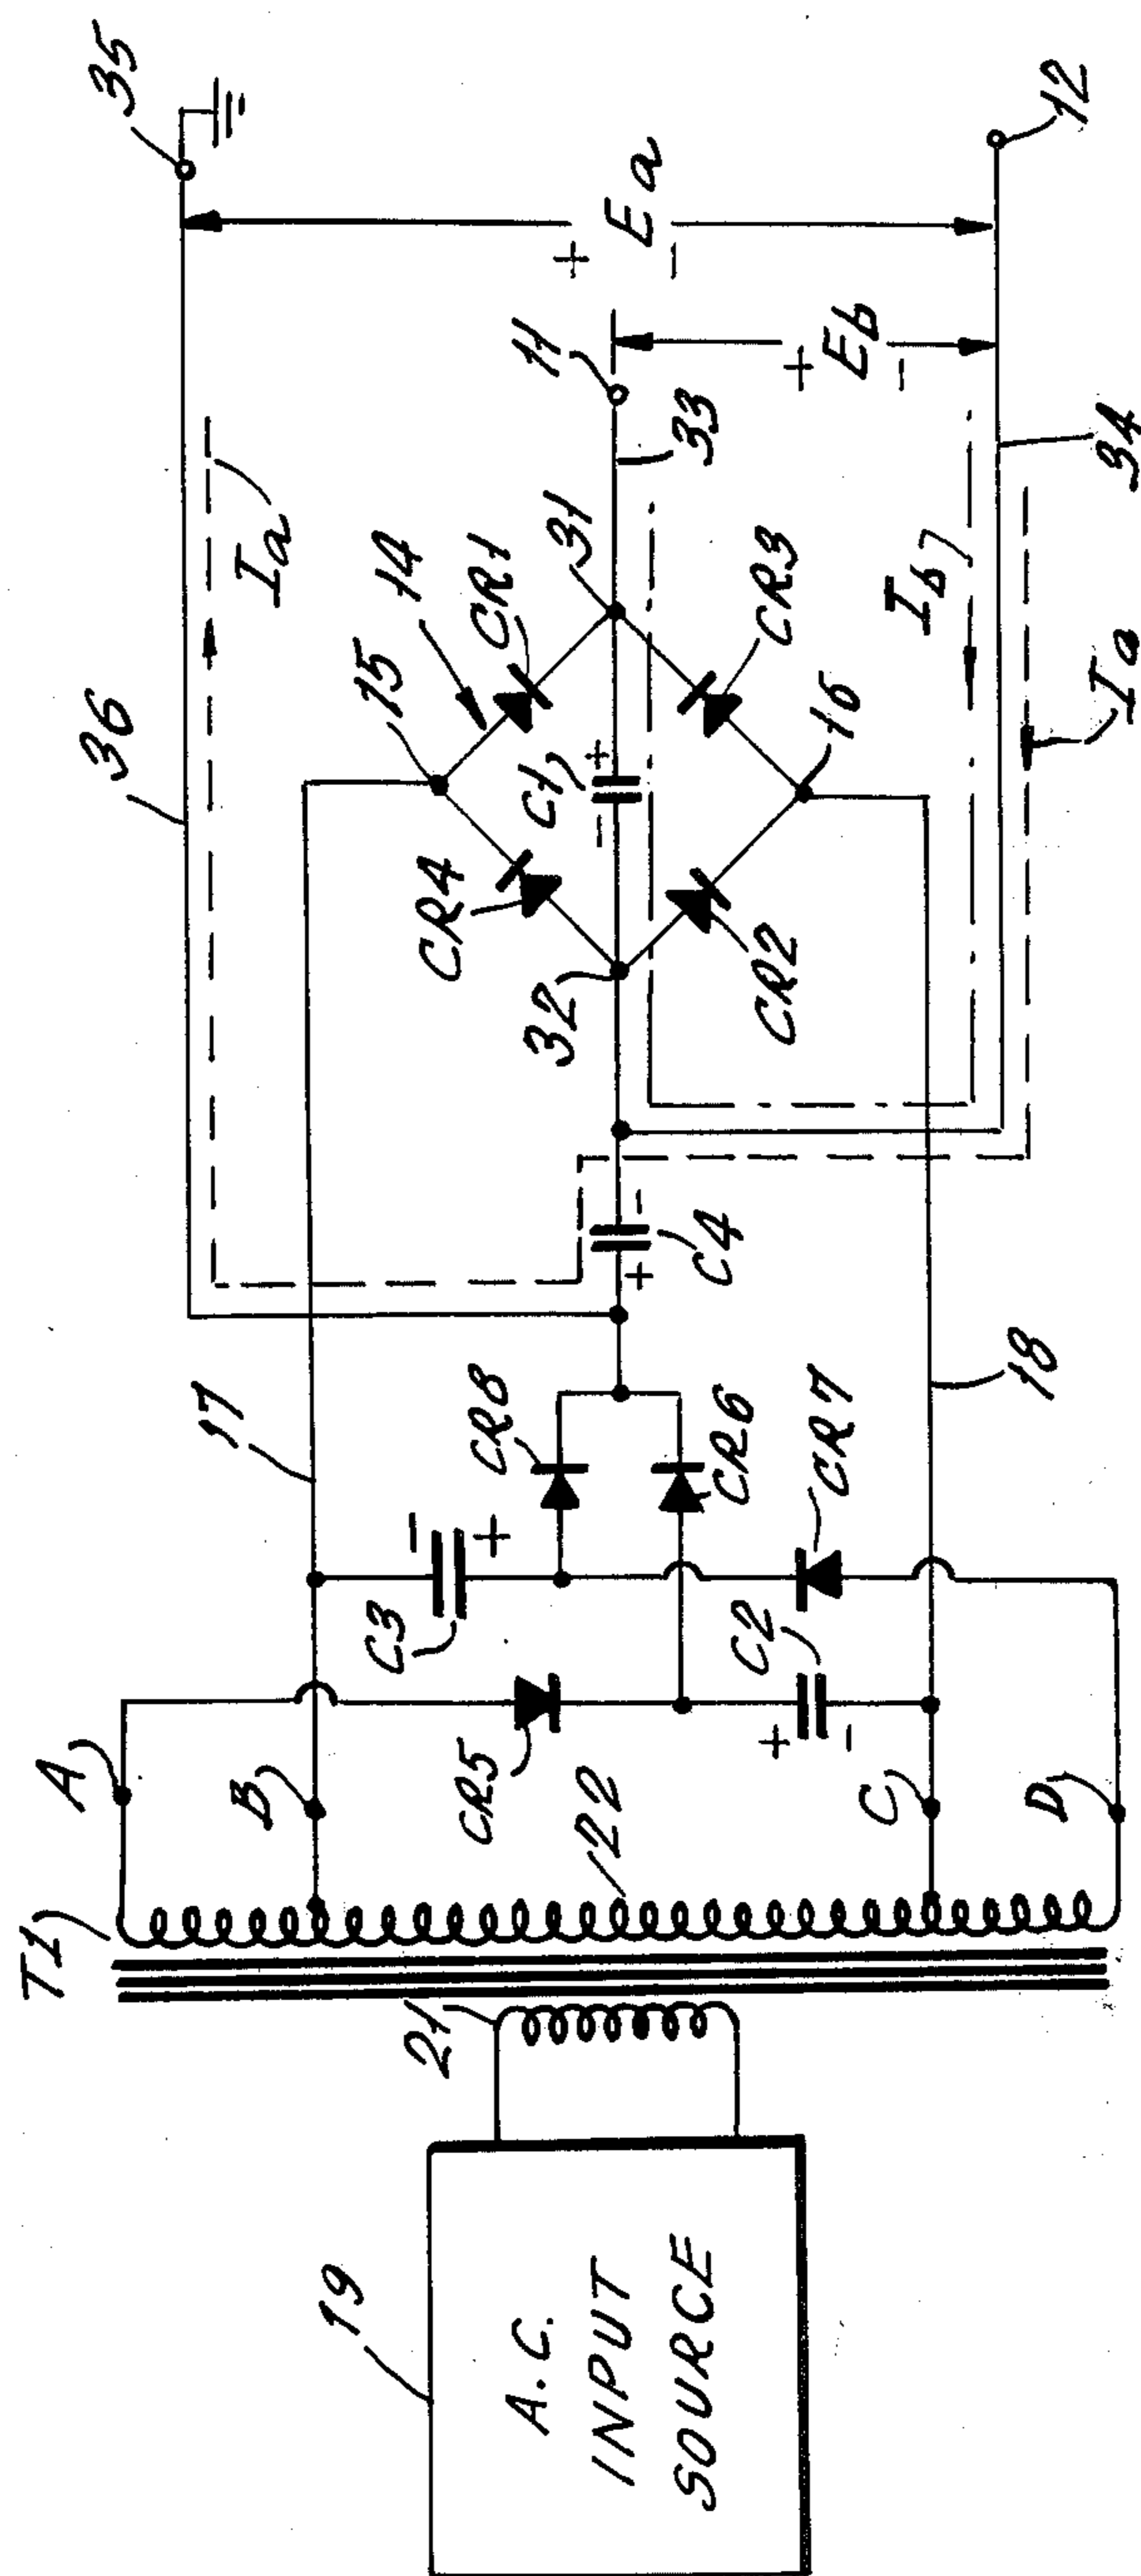 35
36
Ia
+ Ea -
15
14
CR1
11
17
CR4
C1
- +
31
33
+ Eb -
12
32
CR8
C3
- +
+ C4 -
CR2
CR3
16
Ib
34
Ia
CR6
CR7
18
T1
A
B
CR5
C2
+ -
22
C
D
21
19
A.C.
INPUT
SOURCE